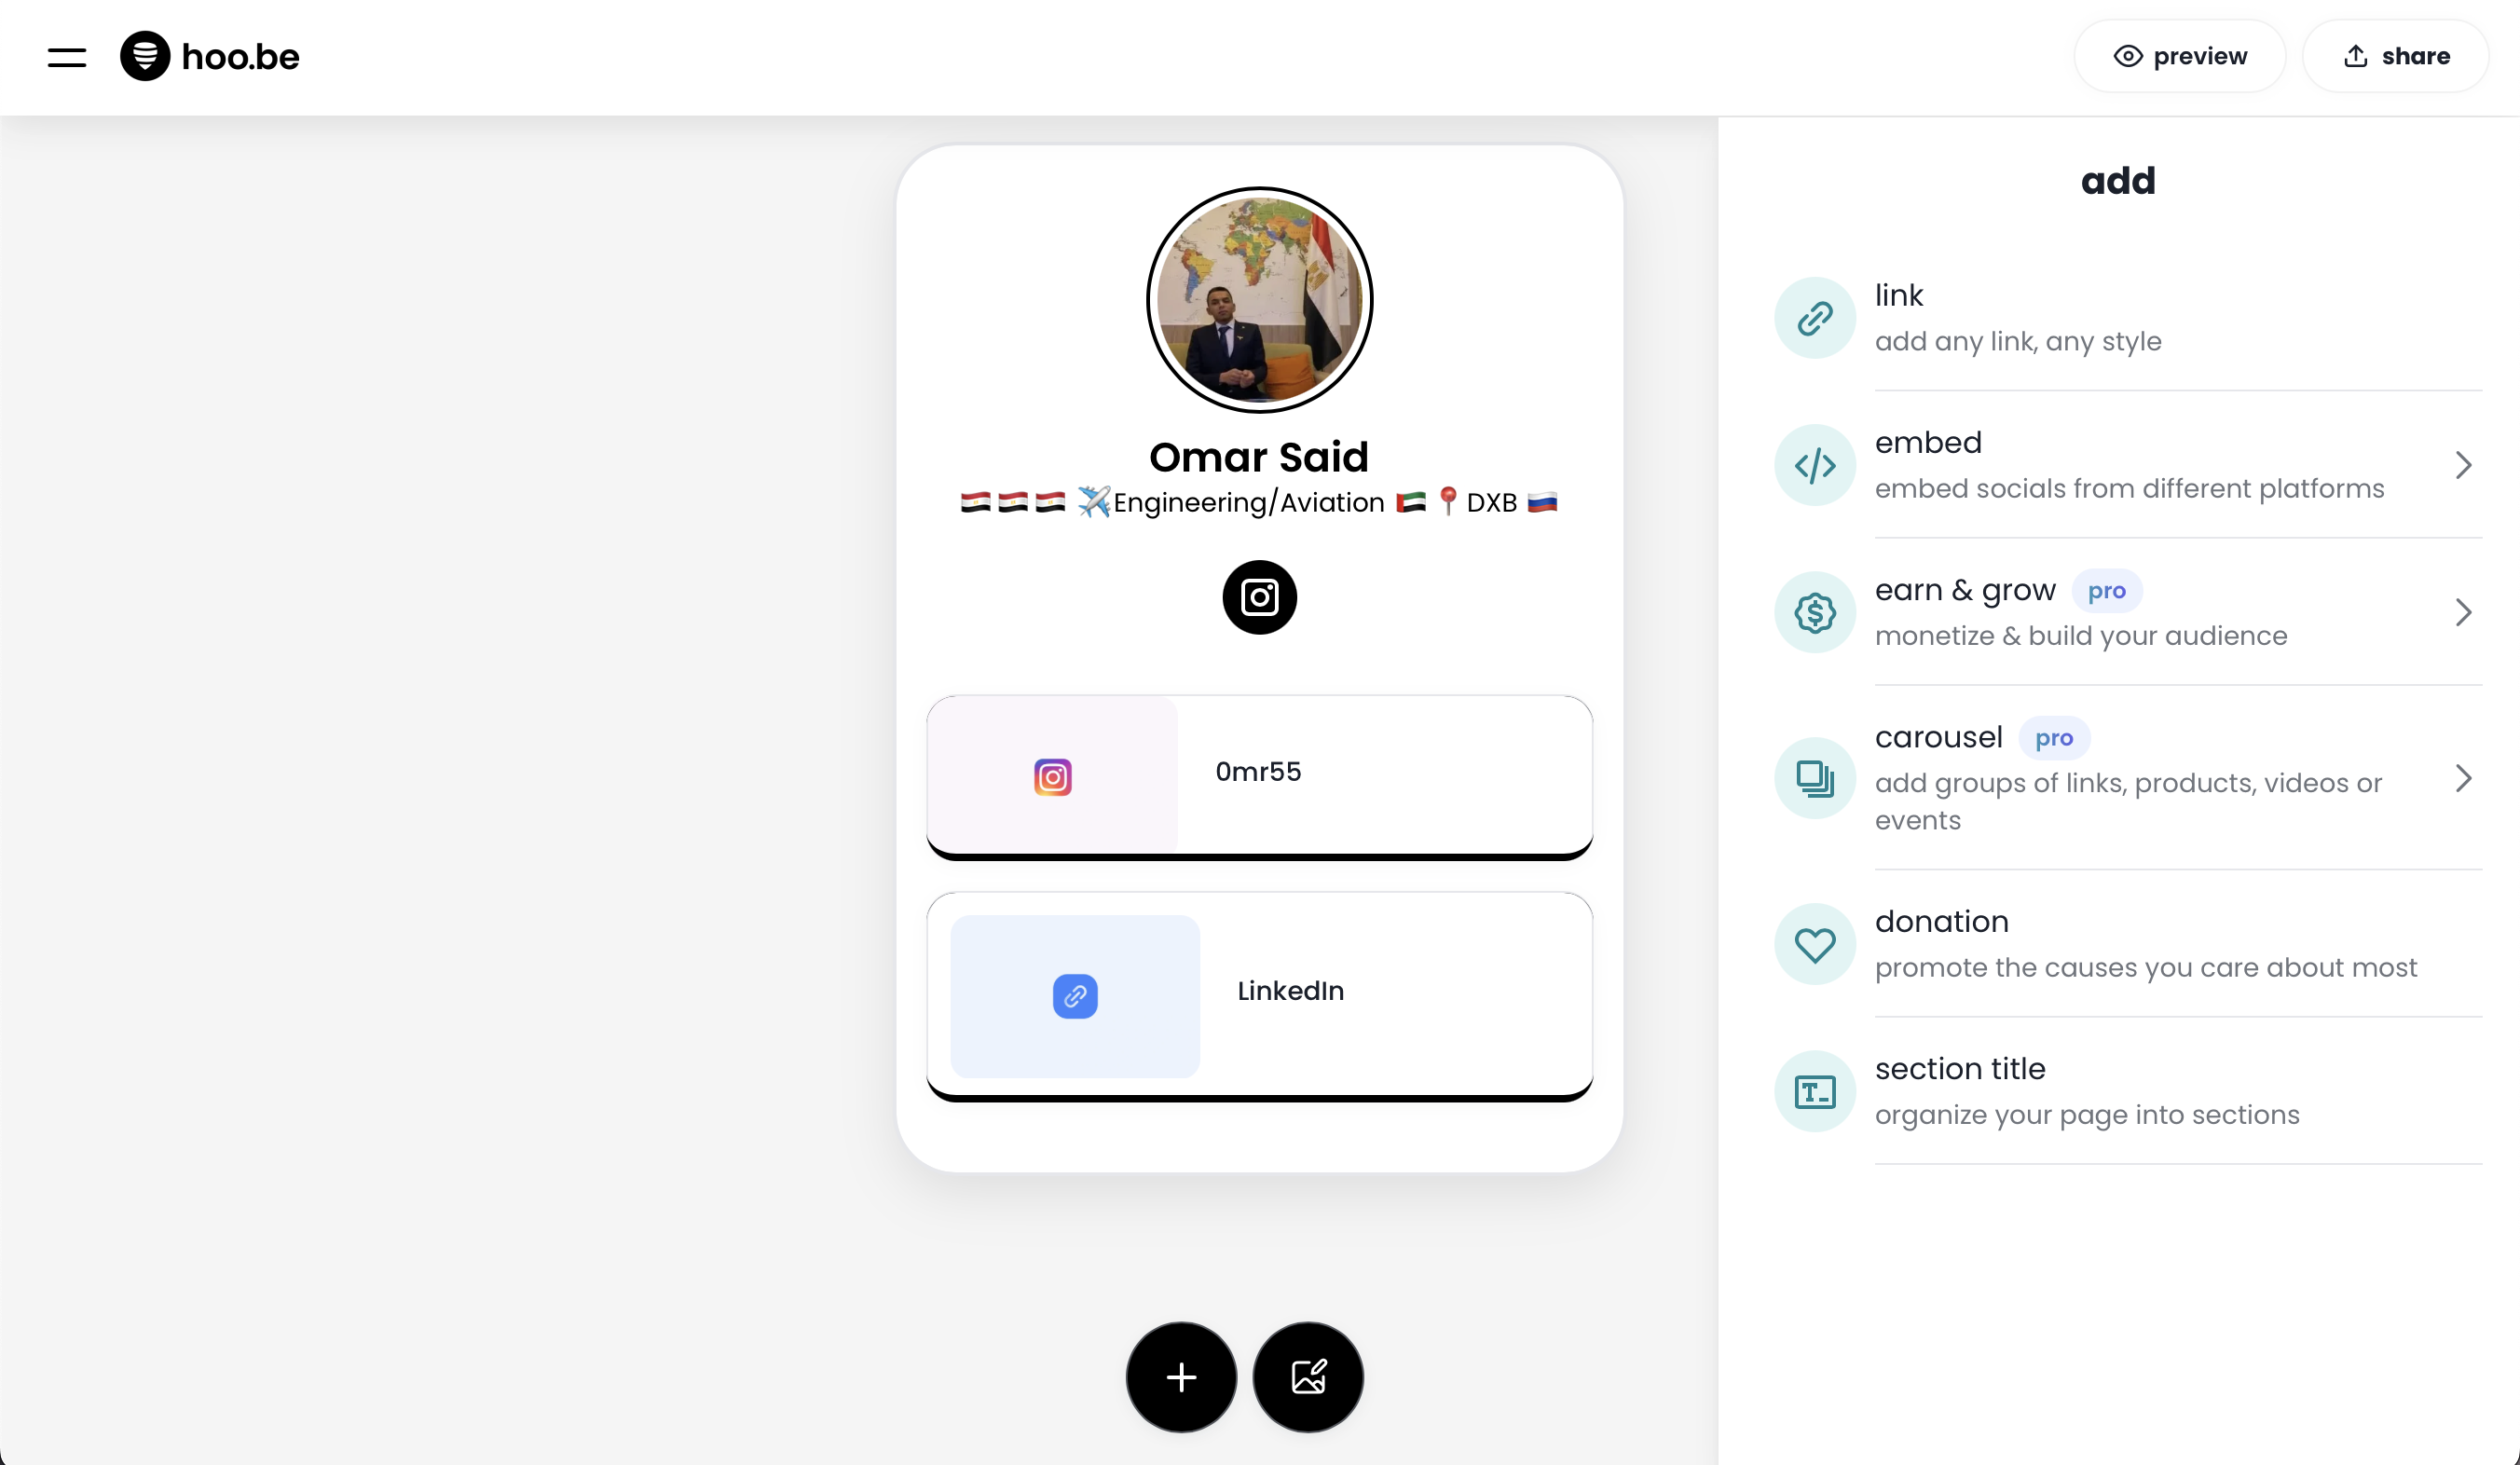 hoo.be
preview
share
Omar Said
🇪🇬🇪🇬🇪🇬 ✈️Engineering/Aviation 🇦🇪📍DXB 🇷🇺
0mr55
LinkedIn
add
link
add any link, any style
embed
embed socials from different platforms
earn & grow pro
monetize & build your audience
carousel pro
add groups of links, products, videos or
events
donation
promote the causes you care about most
section title
organize your page into sections